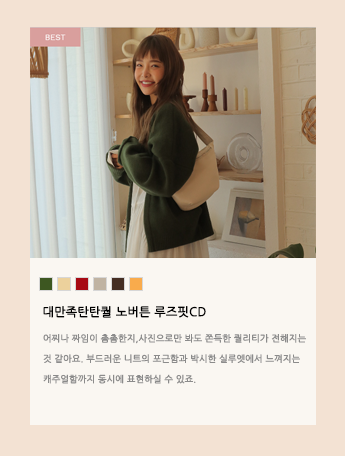 BEST
대만족탄탄퀄 노버튼 루즈핏CD
어찌나 짜임이 촘촘한지,사진으로만 봐도 쫀득한 퀄리티가 전해지는
것 같아요. 부드러운 니트의 포근함과 박시한 실루엣에서 느껴지는
캐주얼함까지 동시에 표현하실 수 있죠.